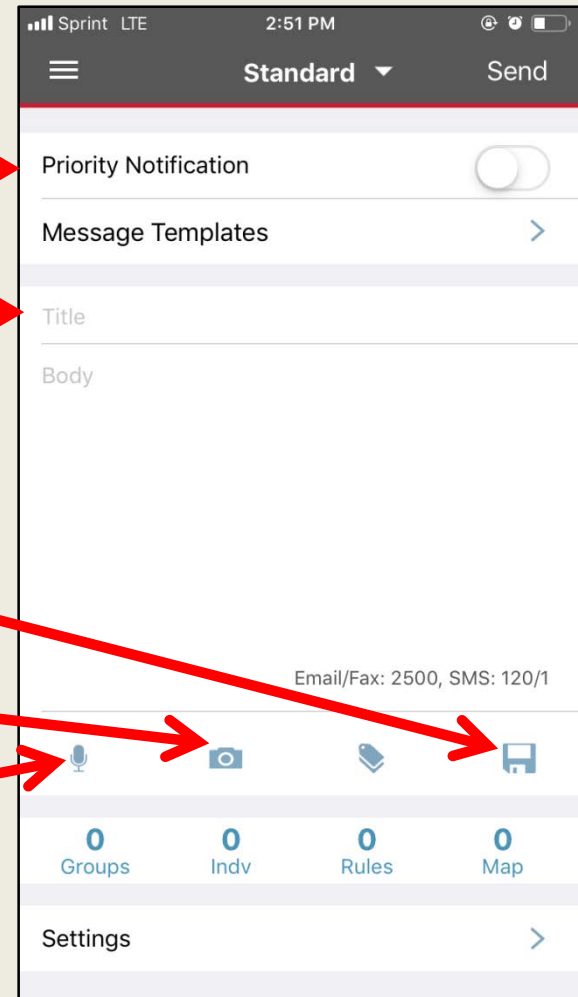 Sprint LTE 2:51 PM
Standard Send
Priority Notification
Message Templates
Title
Body
Email/Fax: 2500, SMS: 120/1
0 0 0 0
Groups Indv Rules Map
Settings